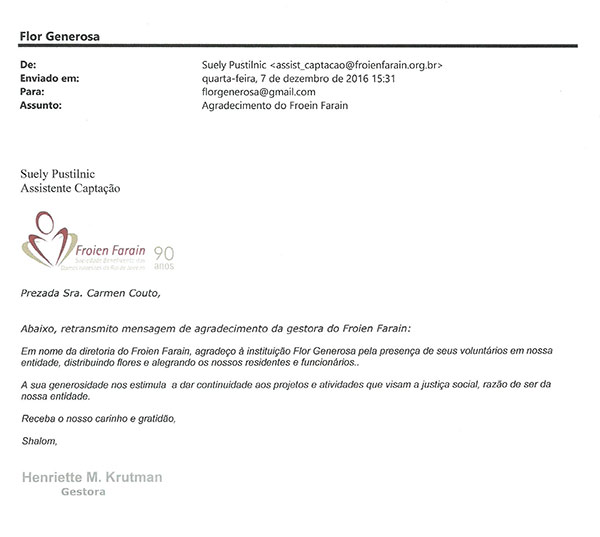 Flor Generosa
De: Suely Pustilnic <assist_captacao@froienfarain.org.br>
Enviado em: quarta-feira, 7 de dezembro de 2016 15:31
Para: florgenerosa@gmail.com
Assunto: Agradecimento do Froein Farain
Suely Pustilnic
Assistente Captação
Froien Farain 90
anos
Prezada Sra. Carmen Couto,
Abaixo, retransmito mensagem de agradecimento da gestora do Froien Farain:
Em nome da diretoria do Froien Farain, agradeço à instituição Flor Generosa pela presença de seus voluntários em nossa
entidade, distribuindo flores e alegrando os nossos residentes e funcionários..
A sua generosidade nos estimula a dar continuidade aos projetos e atividades que visam a justiça social, razão de ser da
nossa entidade.
Receba o nosso carinho e gratidão,
Shalom,
Henriette M. Krutman
Gestora